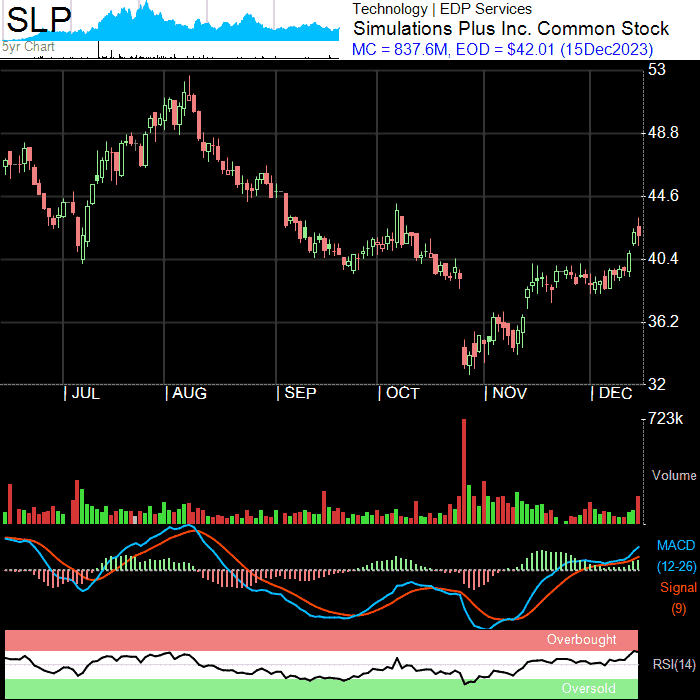 SLP
5yr Chart
Technology | EDP Services
Simulations Plus Inc. Common Stock
MC = 837.6M, EOD = $42.01 (15Dec2023)
53
48.8
44.6
40.4
36.2
32
| JUL | AUG | SEP | OCT | NOV | DEC
723k
Volume
MACD
(12-26)
Signal
(9)
Overbought
RSI(14)
Oversold